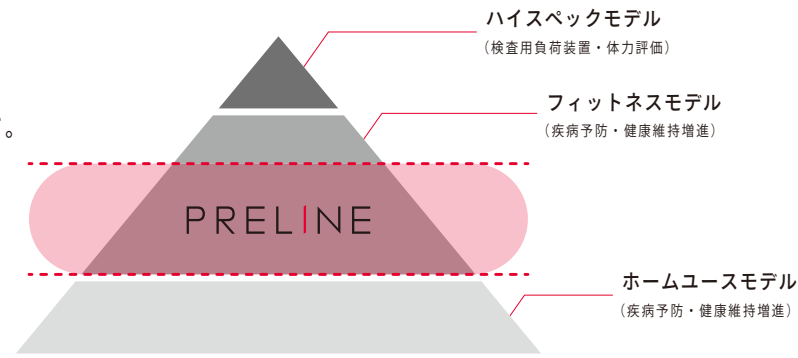 ハイスペックモデル
（検査用負荷装置・体力評価）
フィットネスモデル
（疾病予防・健康維持増進）
。
PRELINE
ホームユースモデル
（疾病予防・健康維持増進）